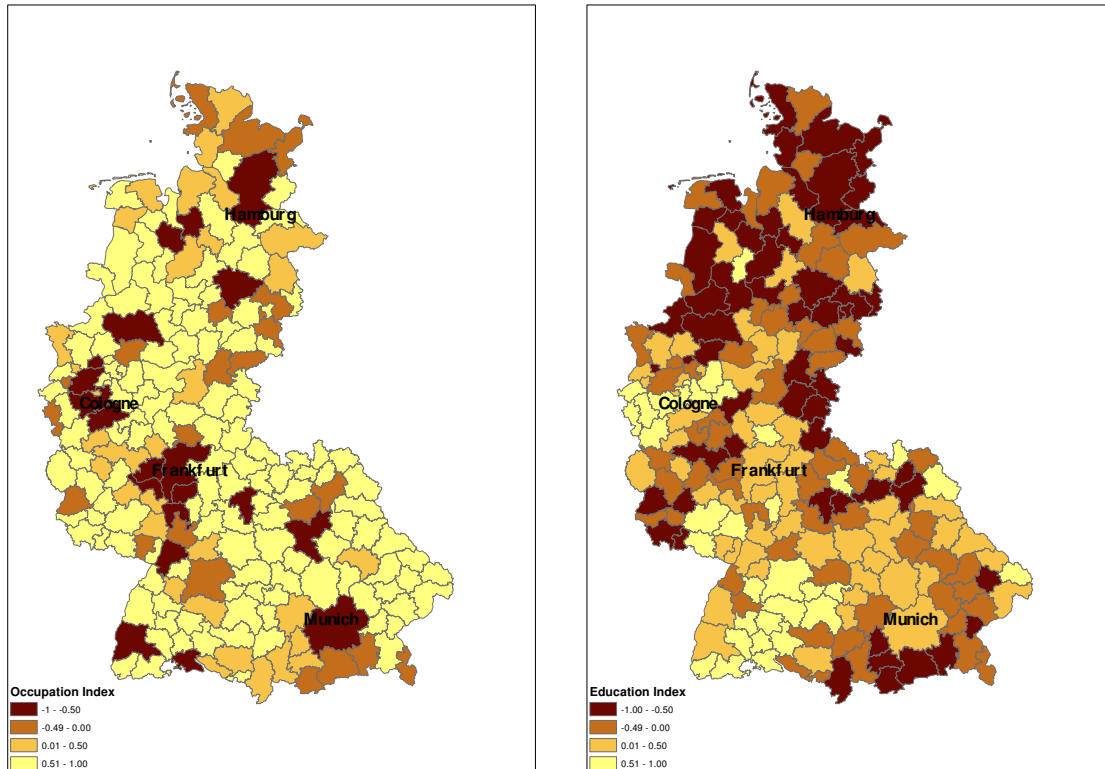 Hamburg
Cologne
Frankfurt
Munich
Occupation Index
-1 - -0.50
-0.49 - 0.00
0.01 - 0.50
0.51 - 1.00
Hamburg
Cologne
Frankfurt
Munich
Education Index
-1.00 - -0.50
-0.49 - 0.00
0.01 - 0.50
0.51 - 1.00